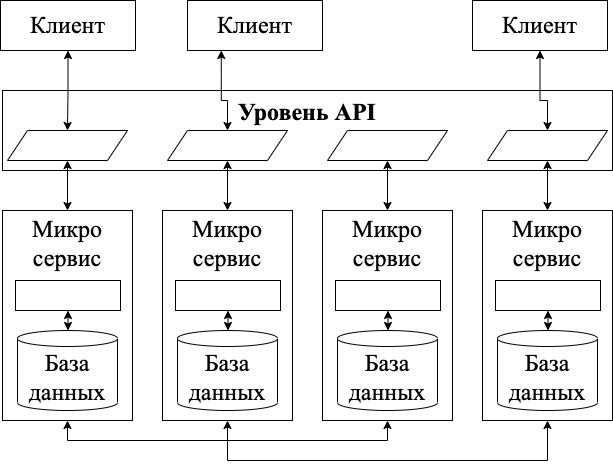 Клиент
Клиент
Клиент
Уровень API
Микро
сервис
Микро
сервис
Микро
сервис
Микро
сервис
База
данных
База
данных
База
данных
База
данных